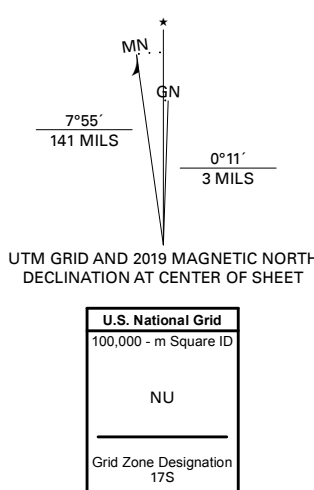 ★
MN
GN
7°55´
141 MILS
0°11´
3 MILS
UTM GRID AND 2019 MAGNETIC NORTH
DECLINATION AT CENTER OF SHEET
U.S. National Grid
100,000 - m Square ID
NU
Grid Zone Designation
17S